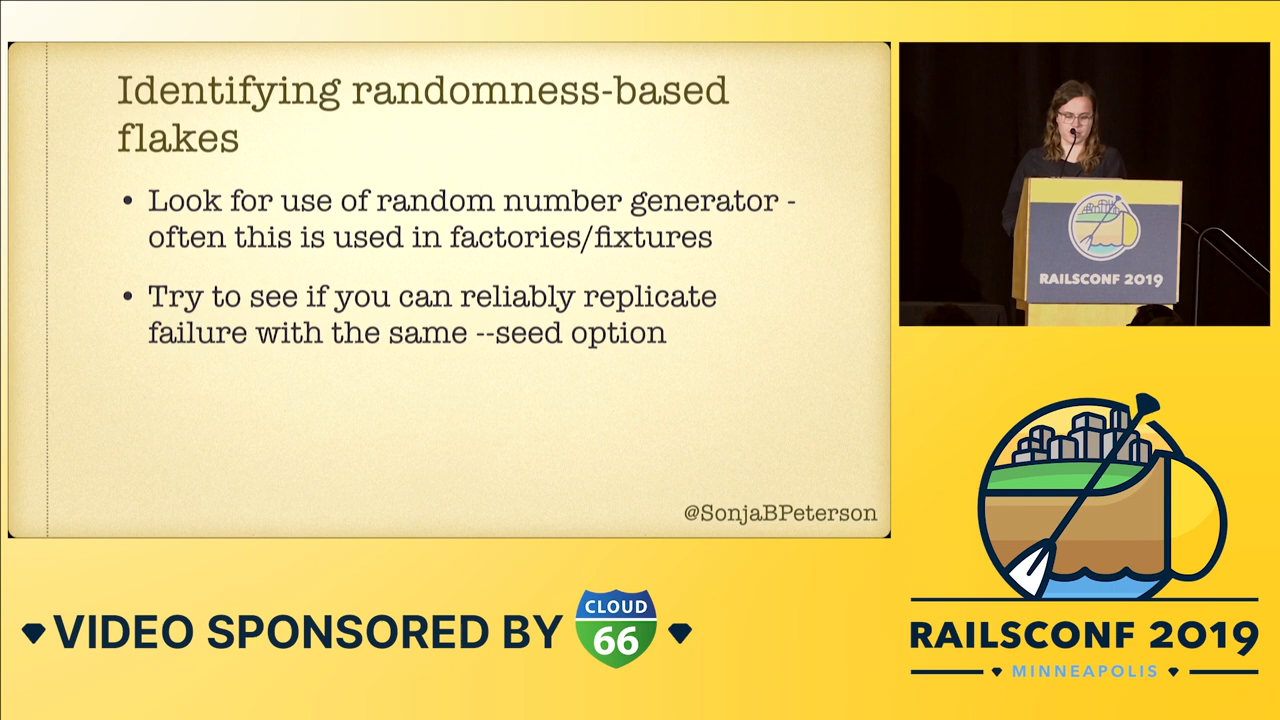 Identifying randomness-based
flakes
• Look for use of random number generator -
often this is used in factories/fixtures
• Try to see if you can reliably replicate
failure with the same --seed option
@SonjaBPeterson
RAILSCONF 2019
VIDEO SPONSORED BY
CLOUD
66
RAILSCONF 2019
MINNEAPOLIS